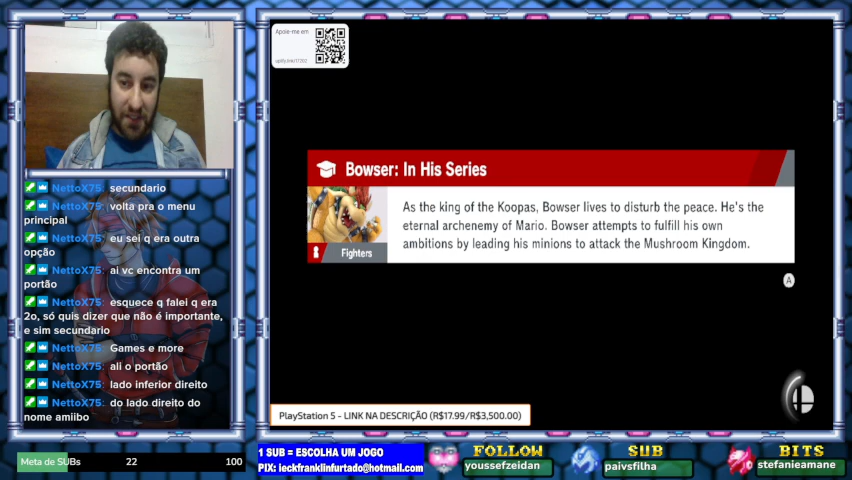 Apoie-me em
NettoX75: secundario
NettoX75: volta pra o menu
principal
NettoX75: eu sei q era outra
opção
NettoX75: ai vc encontra um
portão
NettoX75: esquece q falei q era
2o, só quis dizer que não é importante,
e sim secundario
NettoX75: Games e more
NettoX75: ali o portão
NettoX75: lado inferior direito
NettoX75: do lado direito do
nome amiibo
Bowser: In His Series
As the king of the Koopas, Bowser lives to disturb the peace. He's the
eternal archenemy of Mario. Bowser attempts to fulfill his own
ambitions by leading his minions to attack the Mushroom Kingdom.
Fighters
A
PlayStation 5 - LINK NA DESCRIÇÃO (R$17.99/R$3,500.00)
Meta de SUBs 22 100
1 SUB = ESCOLHA UM JOGO
PIX: ieckfranklinfurtado@hotmail.com
FOLLOW
youssefzeidan
SUB
paivsfilha
BITS
stefanieamane